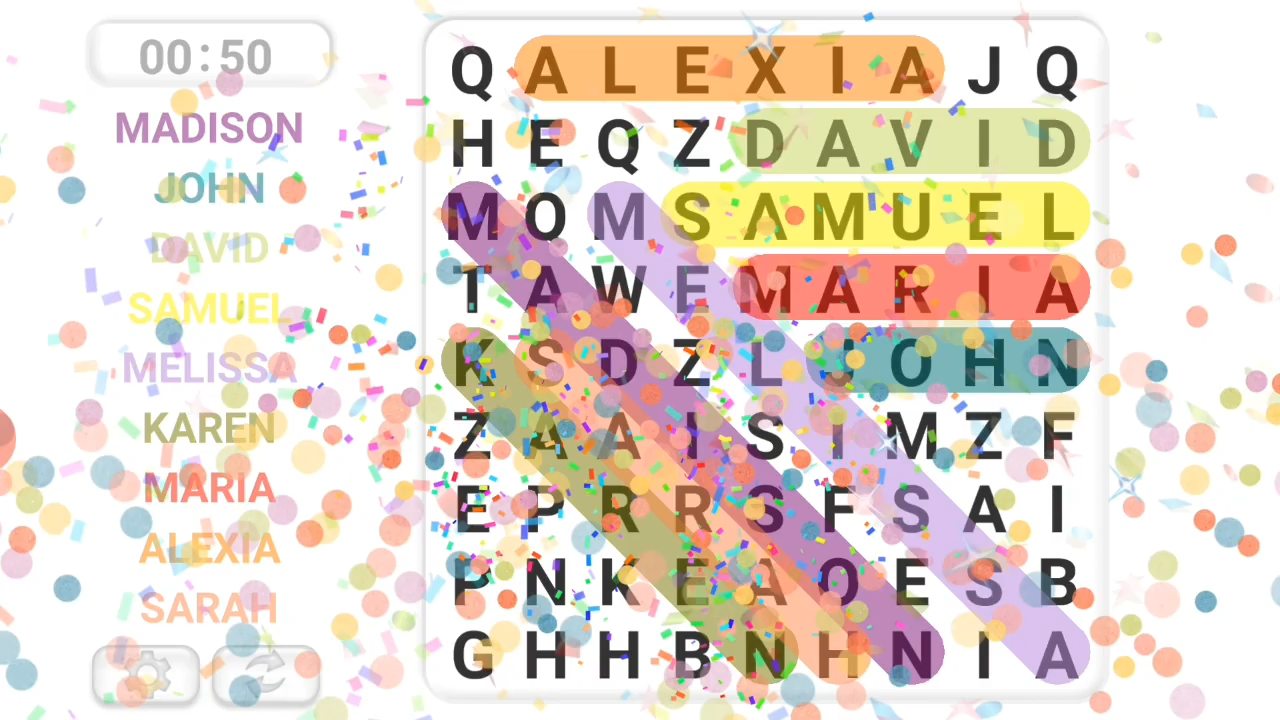 00:50
MADISON
JOHN
DAVID
SAMUEL
MELISSA
KAREN
MARIA
ALEXIA
SARAH
Q A L E X I A J Q
H E Q Z D A V I D
M O M S A M U E L
T A W E M A R I A
K S D Z L J O H N
Z A A I S I M Z F
E P R R S F S A I
P N K E A O E S B
G H H B N H N I A